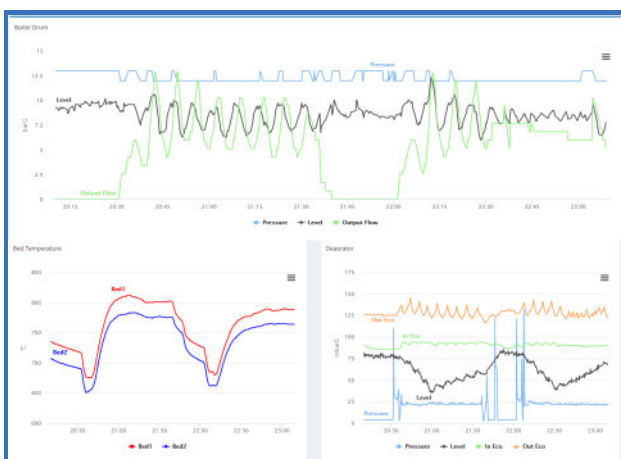 Boiler Drum
15
Pressure
12.5
Level
10
7.5
5
2.5
Output Flow
0
barG
20:15 20:30 20:45 21:00 21:15 21:30 21:45 22:00 22:15 22:30 22:45 23:00
Pressure Level Output Flow
Bed Temperature
850
Bed1
800
750
Bed2
700
650
600
°C
20:30 21:00 21:30 22:00 22:30 23:00
Bed1 Bed2
Deaerator
175
150
125
Out Eco
100
In Eco
75
50
Level
25
Pressure
0
mbarG
20:30 21:00 21:30 22:00 22:30 23:00
Pressure Level In Eco Out Eco